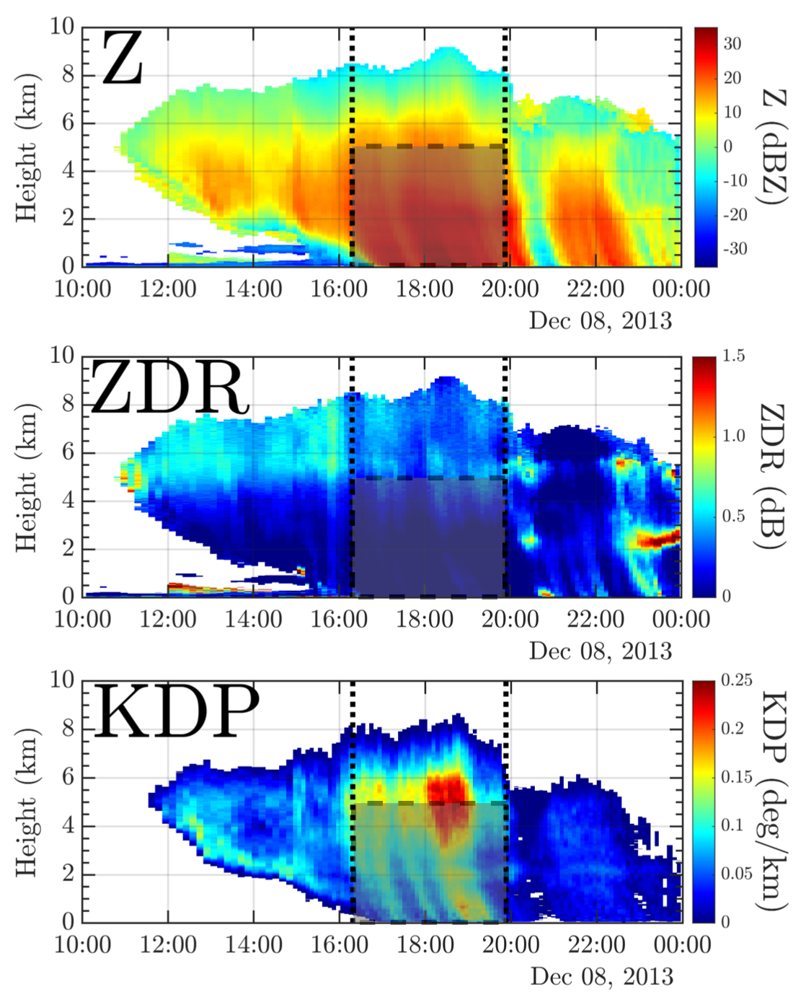 Z
10
8
6
4
2
0
Height (km)
10:00 12:00 14:00 16:00 18:00 20:00 22:00 00:00
Dec 08, 2013
30
20
10
0
-10
-20
-30
Z (dBZ)
ZDR
10
8
6
4
2
0
Height (km)
10:00 12:00 14:00 16:00 18:00 20:00 22:00 00:00
Dec 08, 2013
1.5
1.0
0.5
0
ZDR (dB)
KDP
10
8
6
4
2
0
Height (km)
10:00 12:00 14:00 16:00 18:00 20:00 22:00 00:00
Dec 08, 2013
0.25
0.2
0.15
0.1
0.05
0
KDP (deg/km)